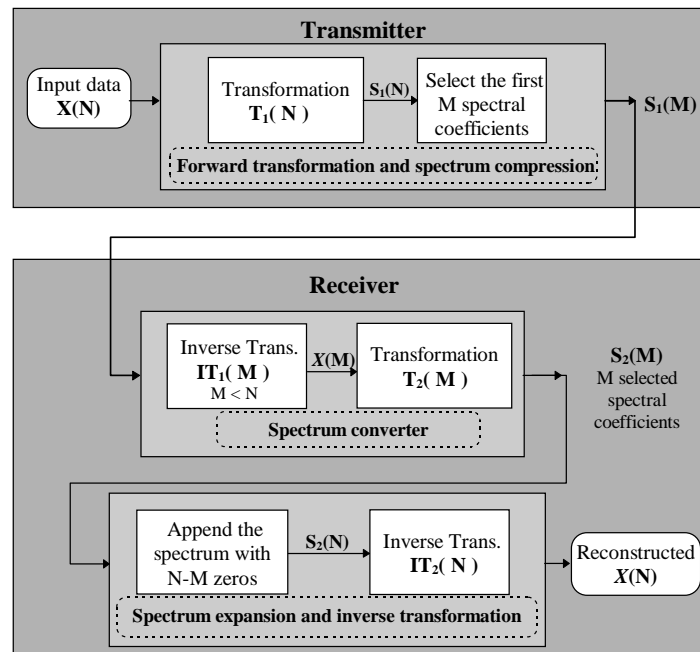 Transmitter
Input data
X(N)
Transformation
T₁( N )
S₁(N)
Select the first
M spectral
coefficients
S₁(M)
Forward transformation and spectrum compression
Receiver
Inverse Trans.
IT₁( M )
M < N
X(M)
Transformation
T₂( M )
S₂(M)
M selected
spectral
coefficients
Spectrum converter
Append the
spectrum with
N-M zeros
S₂(N)
Inverse Trans.
IT₂( N )
Reconstructed
X(N)
Spectrum expansion and inverse transformation